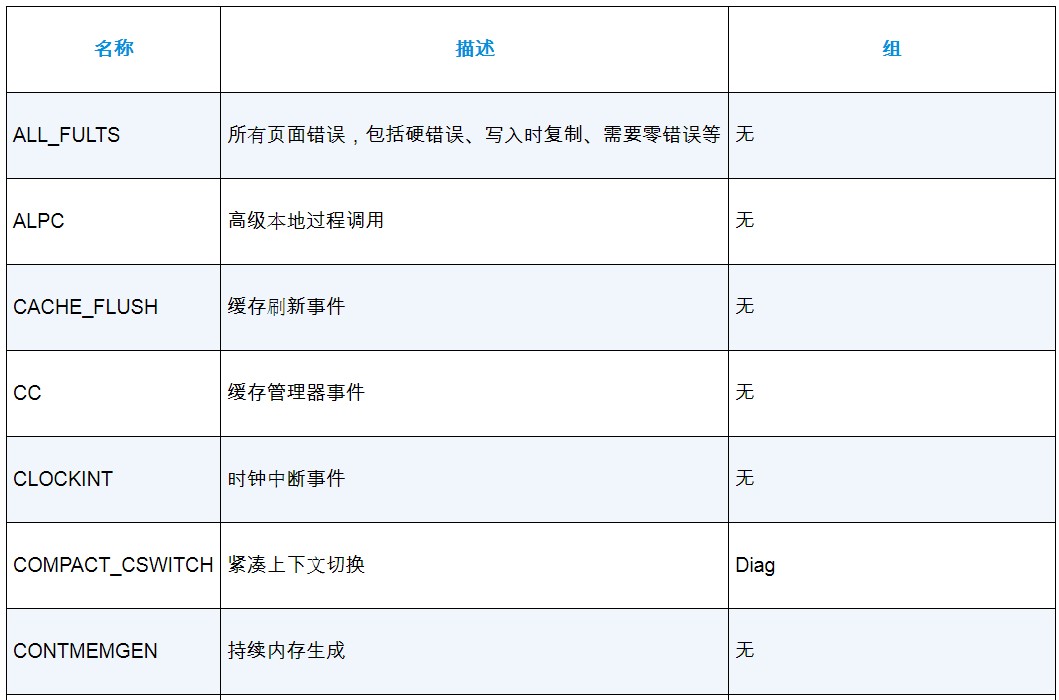 名称 描述 组
ALL_FULTS 所有页面错误，包括硬错误、写入时复制、需要零错误等 无
ALPC 高级本地过程调用 无
CACHE_FLUSH 缓存刷新事件 无
CC 缓存管理器事件 无
CLOCKINT 时钟中断事件 无
COMPACT_CSWITCH 紧凑上下文切换 Diag
CONTMEMGEN 持续内存生成 无